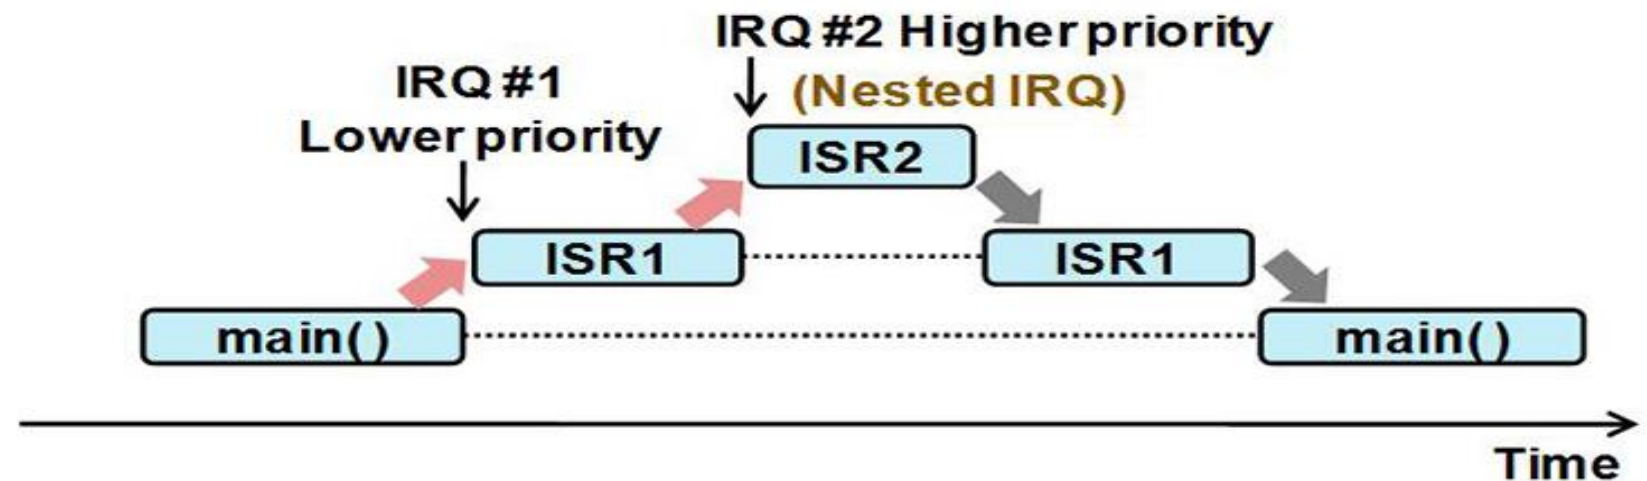 IRQ #2 Higher priority
(Nested IRQ)
IRQ #1
Lower priority
ISR2
ISR1
ISR1
main()
main()
Time